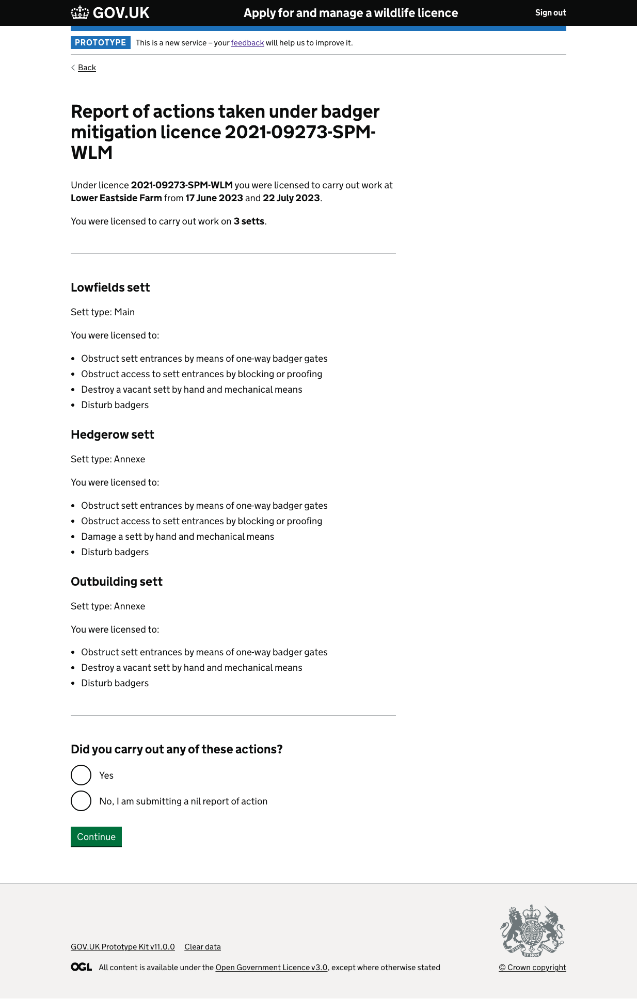 GOV.UK
Apply for and manage a wildlife licence
Sign out
PROTOTYPE
This is a new service – your feedback will help us to improve it.
Back
Report of actions taken under badger
mitigation licence 2021-09273-SPM-
WLM
Under licence 2021-09273-SPM-WLM you were licensed to carry out work at
Lower Eastside Farm from 17 June 2023 and 22 July 2023.
You were licensed to carry out work on 3 setts.
Lowfields sett
Sett type: Main
You were licensed to:
• Obstruct sett entrances by means of one-way badger gates
• Obstruct access to sett entrances by blocking or proofing
• Destroy a vacant sett by hand and mechanical means
• Disturb badgers
Hedgerow sett
Sett type: Annexe
You were licensed to:
• Obstruct sett entrances by means of one-way badger gates
• Obstruct access to sett entrances by blocking or proofing
• Damage a sett by hand and mechanical means
• Disturb badgers
Outbuilding sett
Sett type: Annexe
You were licensed to:
• Obstruct sett entrances by means of one-way badger gates
• Destroy a vacant sett by hand and mechanical means
• Disturb badgers
Did you carry out any of these actions?
Yes
No, I am submitting a nil report of action
Continue
GOV.UK Prototype Kit v11.0.0
Clear data
OGL
All content is available under the Open Government Licence v3.0, except where otherwise stated
DIEU ET MON DROIT
© Crown copyright